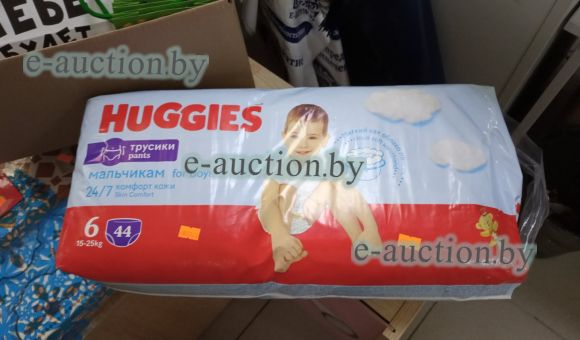 ТЕБЕ
e-auction.by
HUGGIES
трусики
pants
e-auction.by
мальчикам for boys
24/7 комфорт кожи
Skin Comfort
6
15-25kg
44
e-auction.by